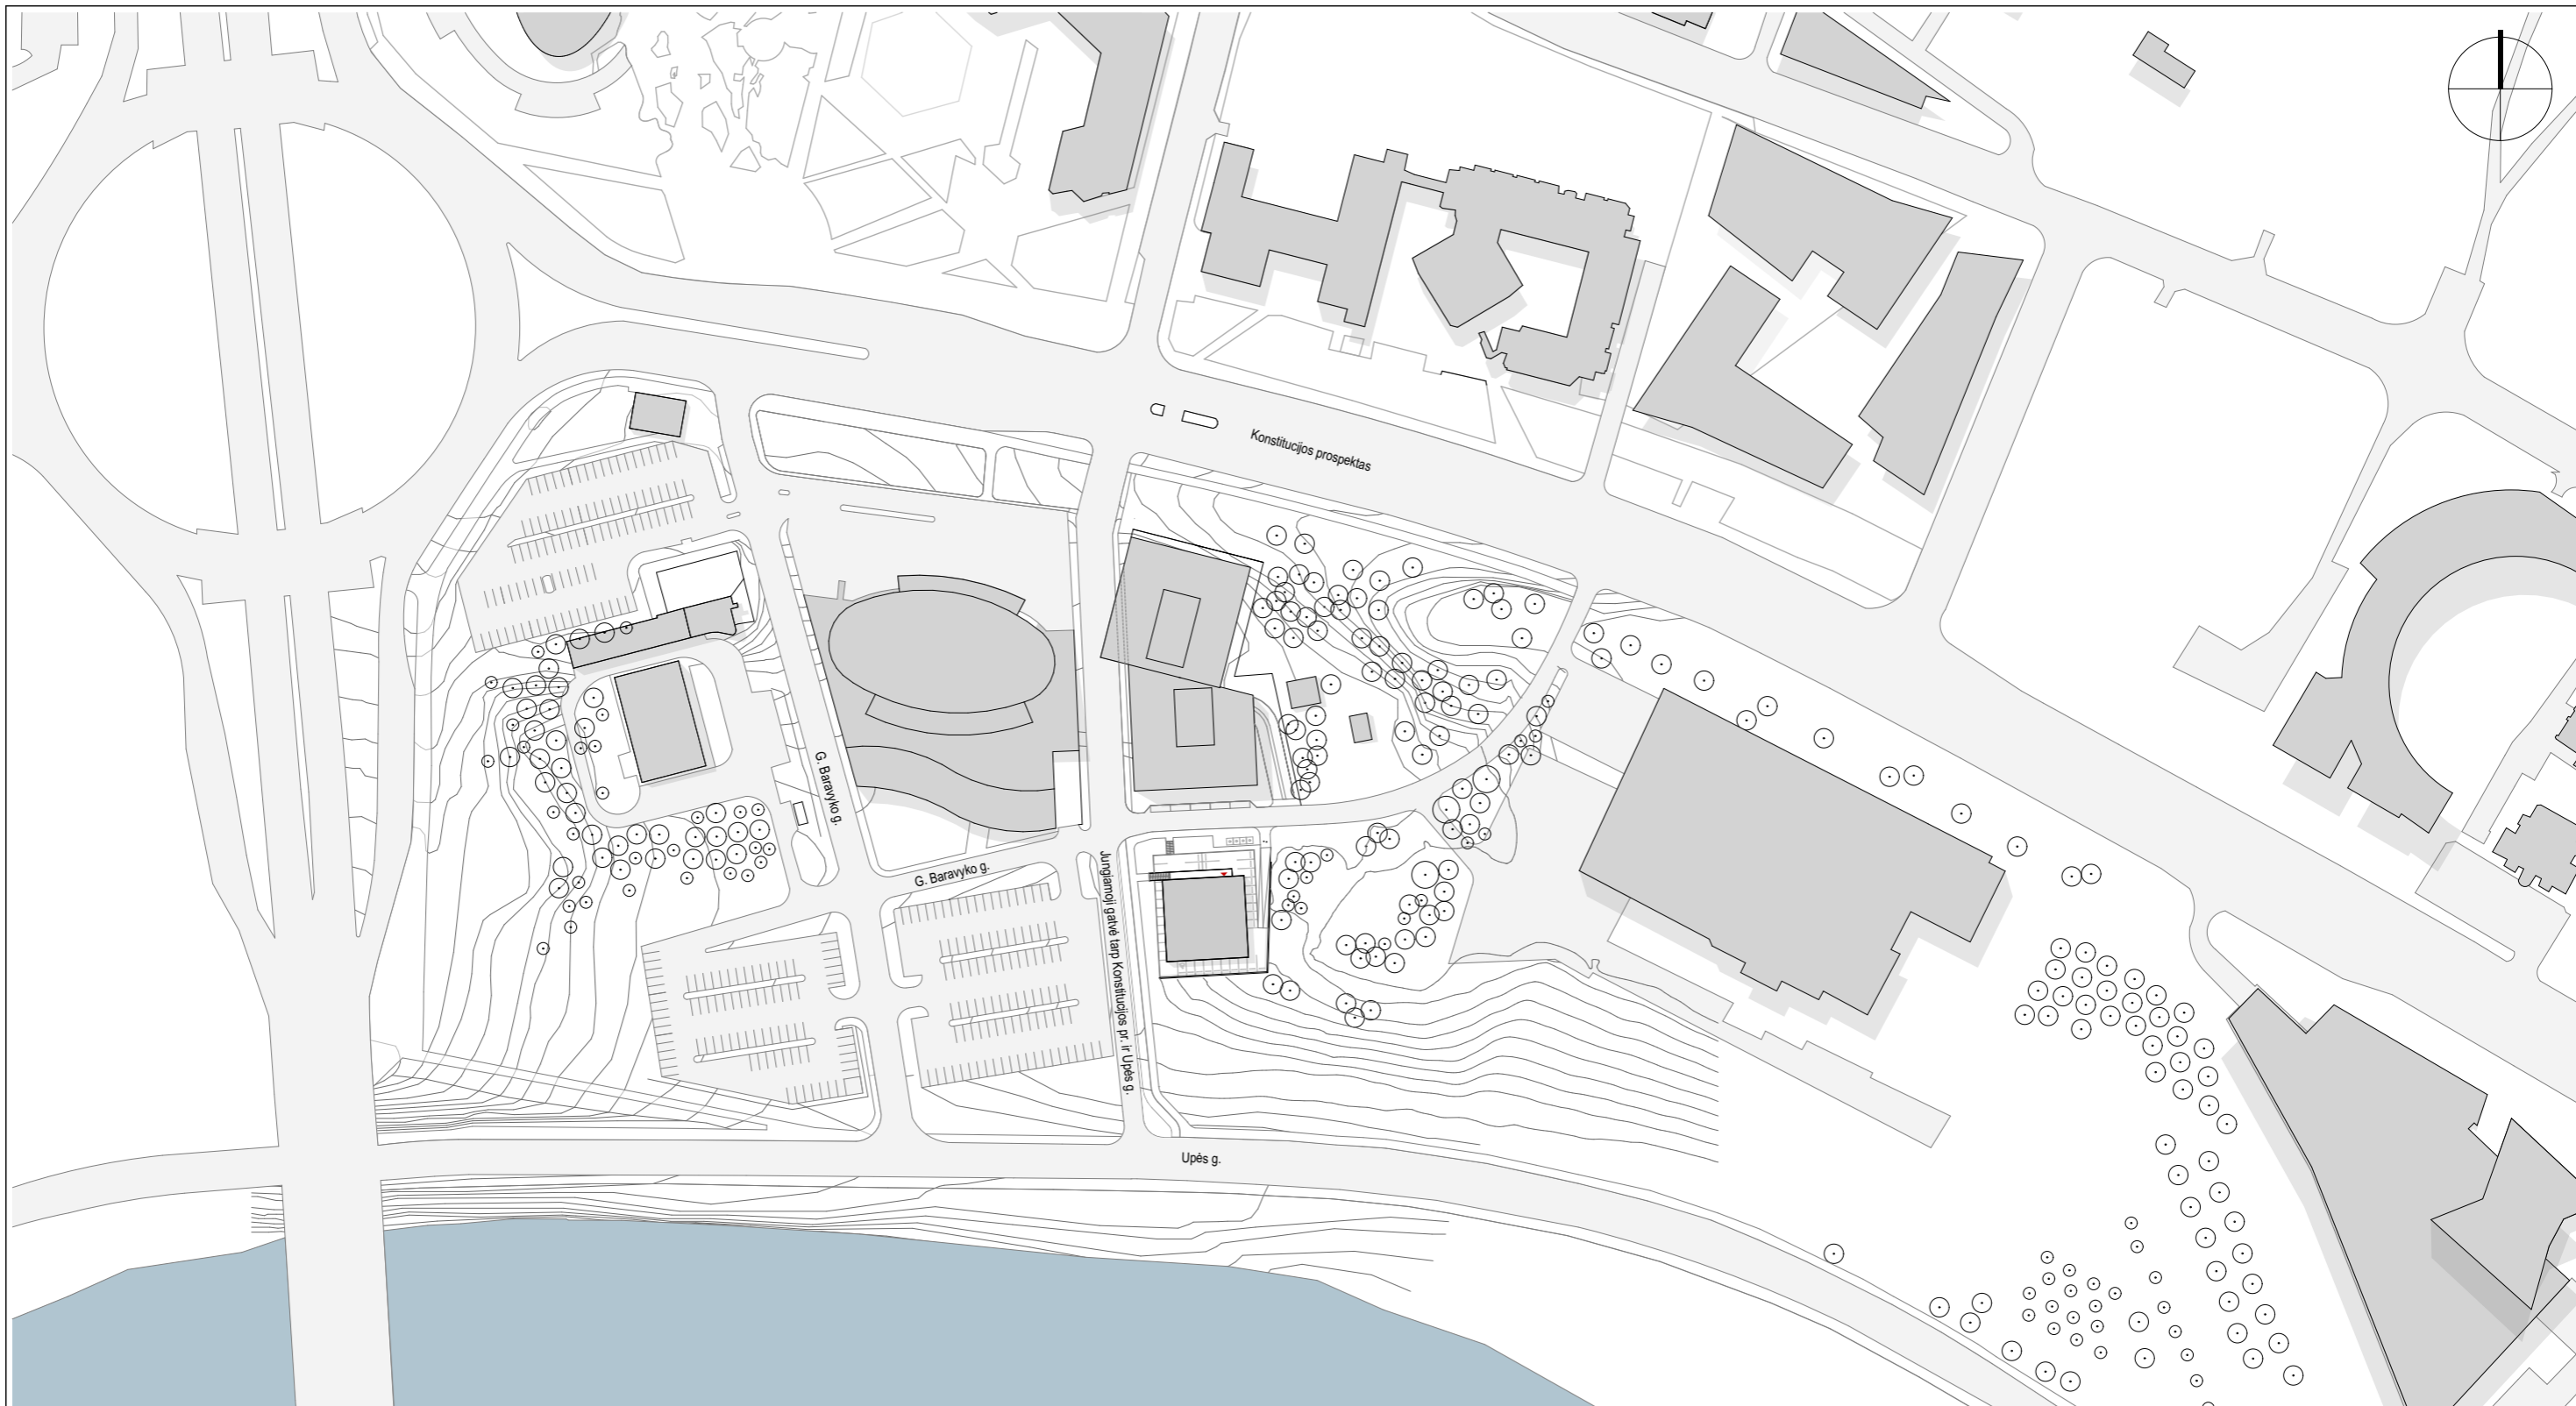 Konstitucijos prospektas
G. Baravyko g.
G. Baravyko g.
Jungiamoji gatvė tarp Konstitucijos pr. ir Upės g.
Upės g.